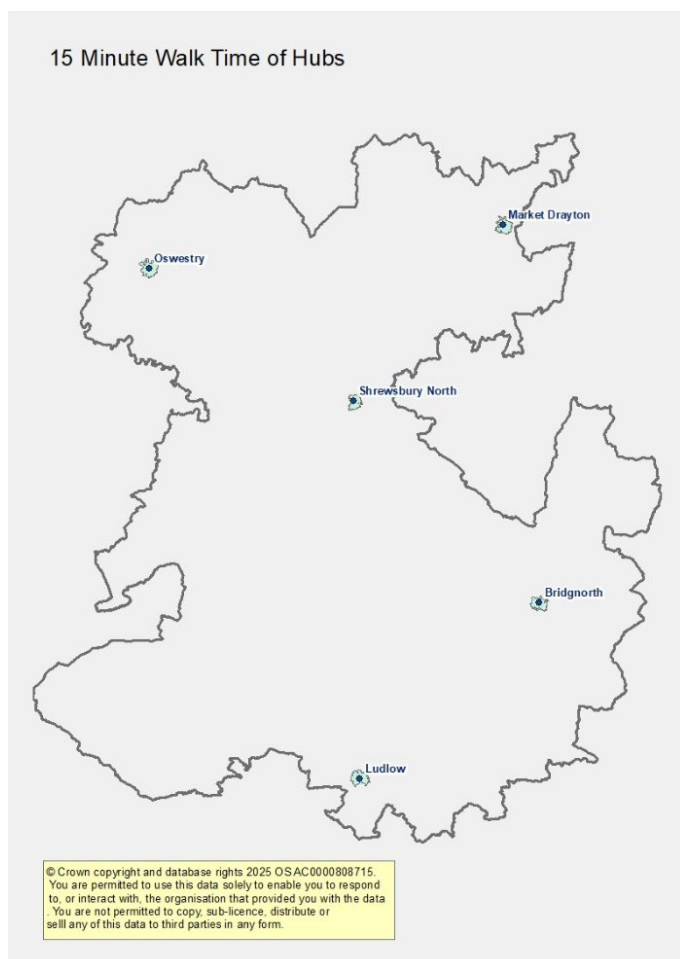 15 Minute Walk Time of Hubs
Market Drayton
Oswestry
Shrewsbury North
Bridgnorth
Ludlow
© Crown copyright and database rights 2025 OS AC0000808715.
You are permitted to use this data solely to enable you to respond
to, or interact with, the organisation that provided you with the data
. You are not permitted to copy, sub-licence, distribute or
selll any of this data to third parties in any form.